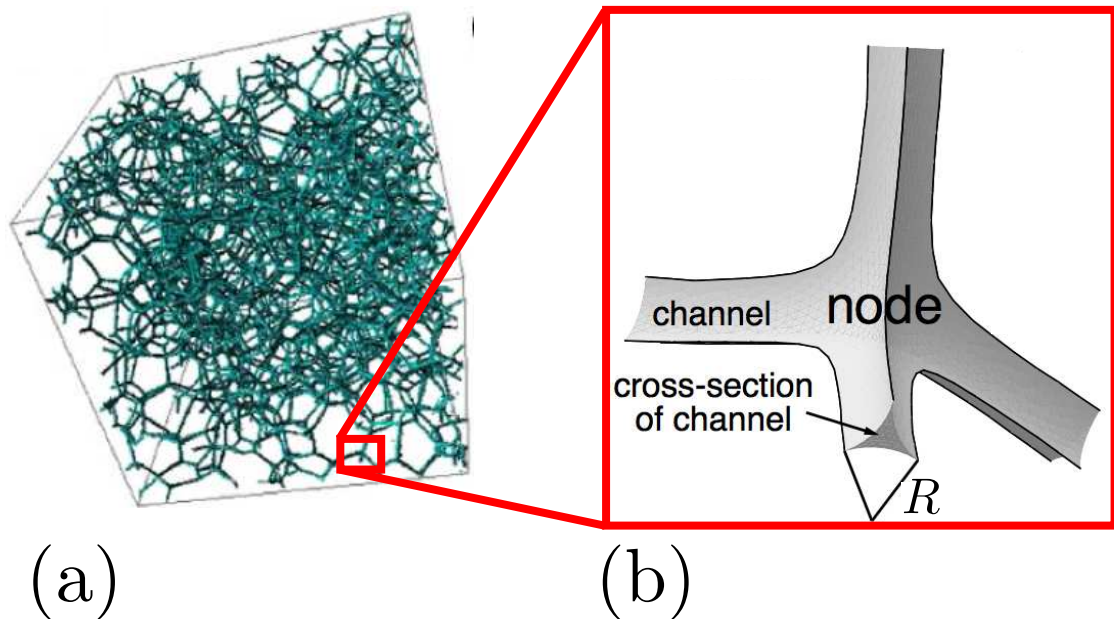 channel
node
cross-section
of channel
R
(a)
(b)